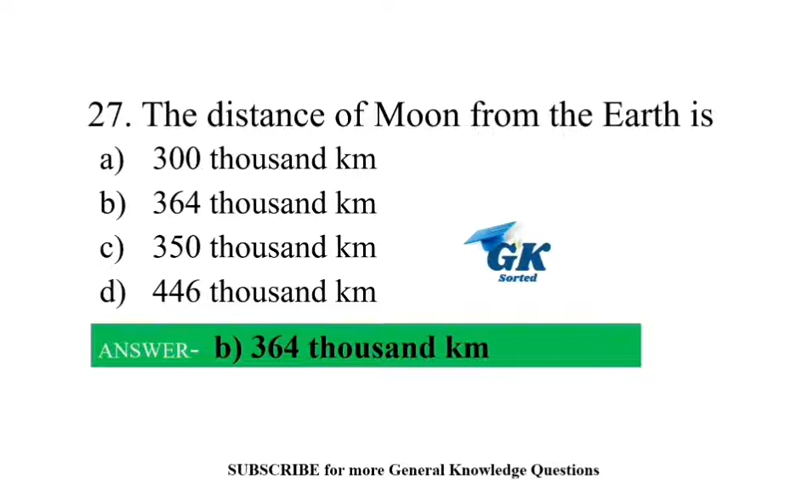 27. The distance of Moon from the Earth is
a) 300 thousand km
b) 364 thousand km
c) 350 thousand km
d) 446 thousand km
GK
Sorted
ANSWER- b) 364 thousand km
SUBSCRIBE for more General Knowledge Questions